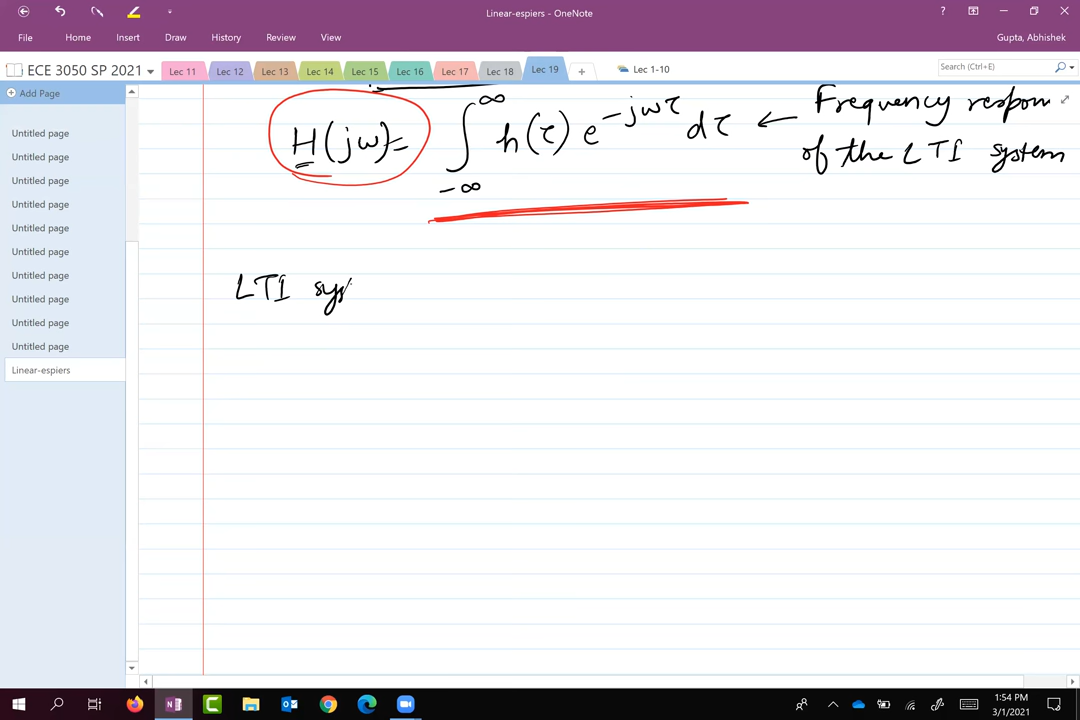 Linear-espiers - OneNote
?
File Home Insert Draw History Review View
Gupta, Abhishek
ECE 3050 SP 2021
Lec 11 Lec 12 Lec 13 Lec 14 Lec 15 Lec 16 Lec 17 Lec 18 Lec 19 + Lec 1-10
Search (Ctrl+E)
Add Page
Untitled page
Untitled page
Untitled page
Untitled page
Untitled page
Untitled page
Untitled page
Untitled page
Untitled page
Untitled page
Linear-espiers
H(jω) = ∫_{-∞}^{∞} h(τ) e^{-jωτ} dτ ← Frequency respon
of the LTI system
LTI sys
1:54 PM
3/1/2021